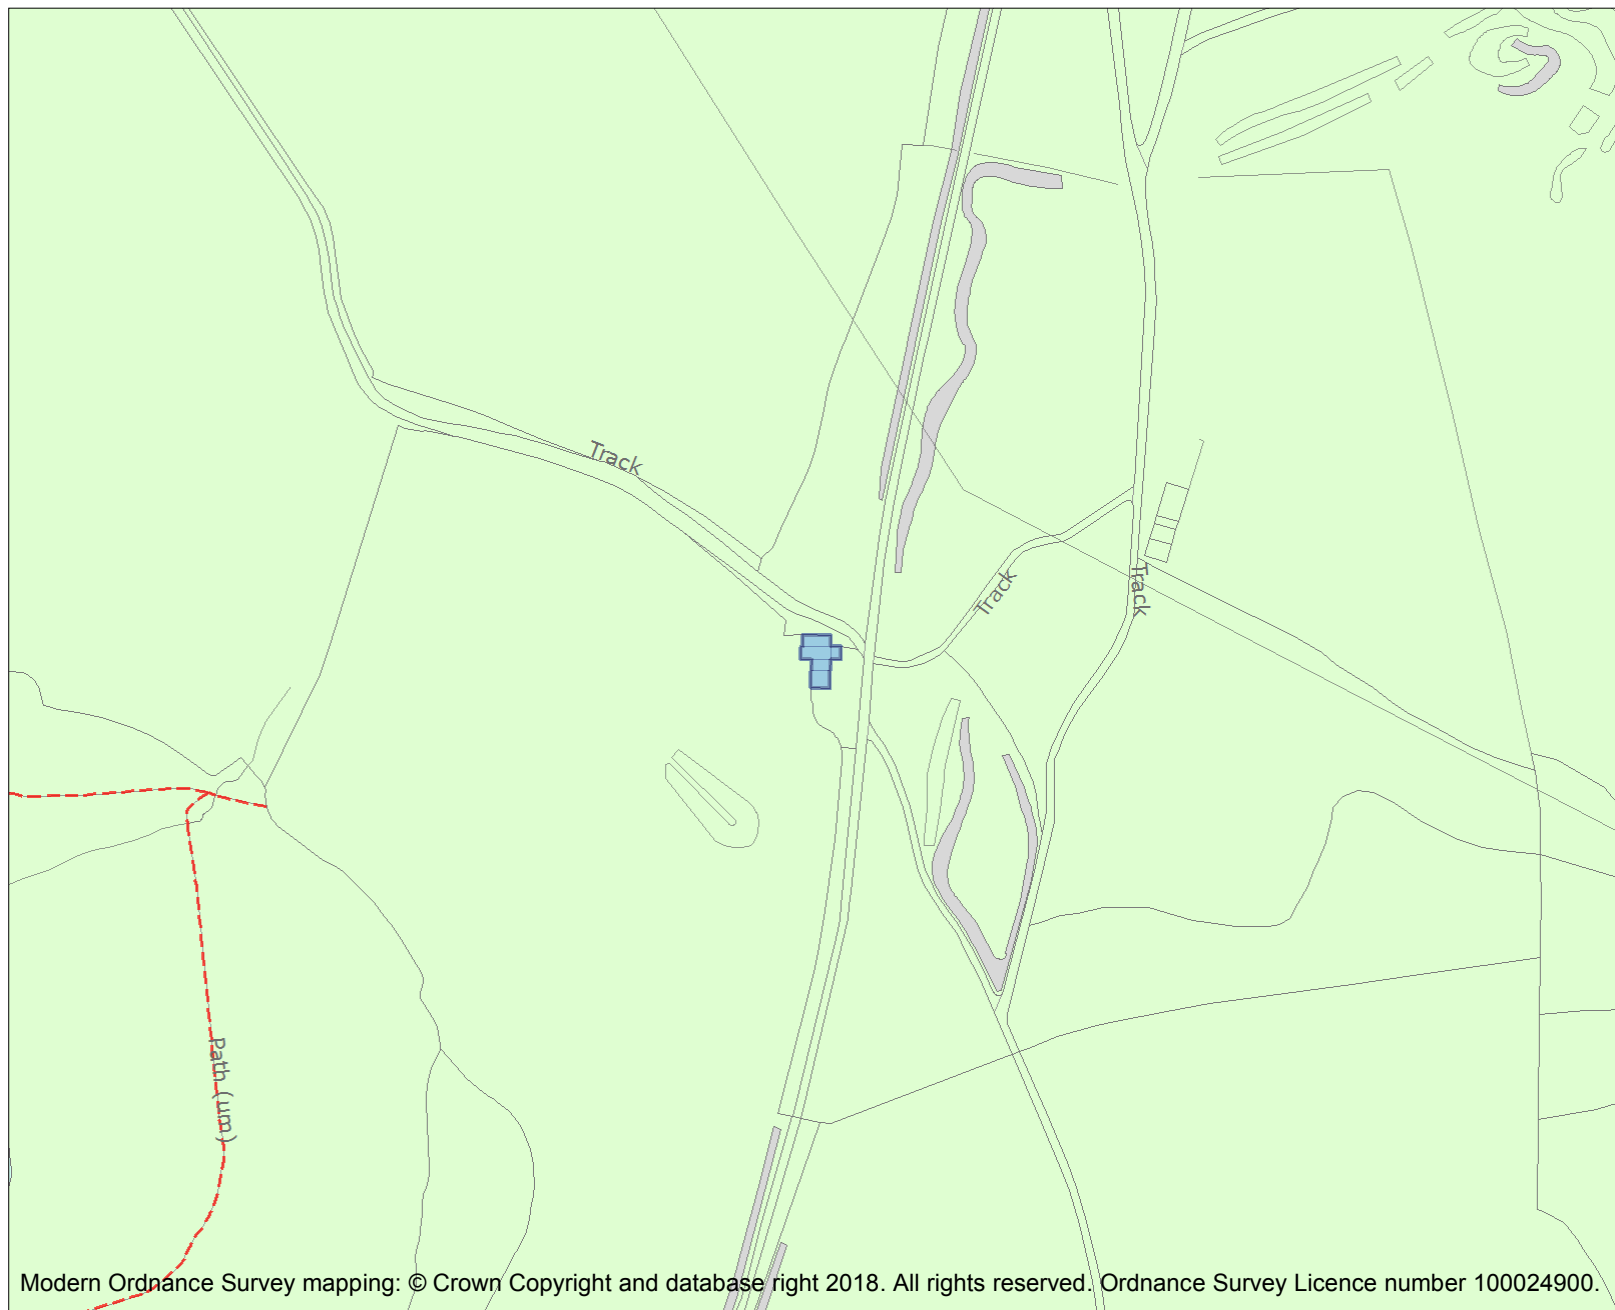 Track
Track
Track
Path (um)
Modern Ordnance Survey mapping: © Crown Copyright and database right 2018. All rights reserved. Ordnance Survey Licence number 100024900.